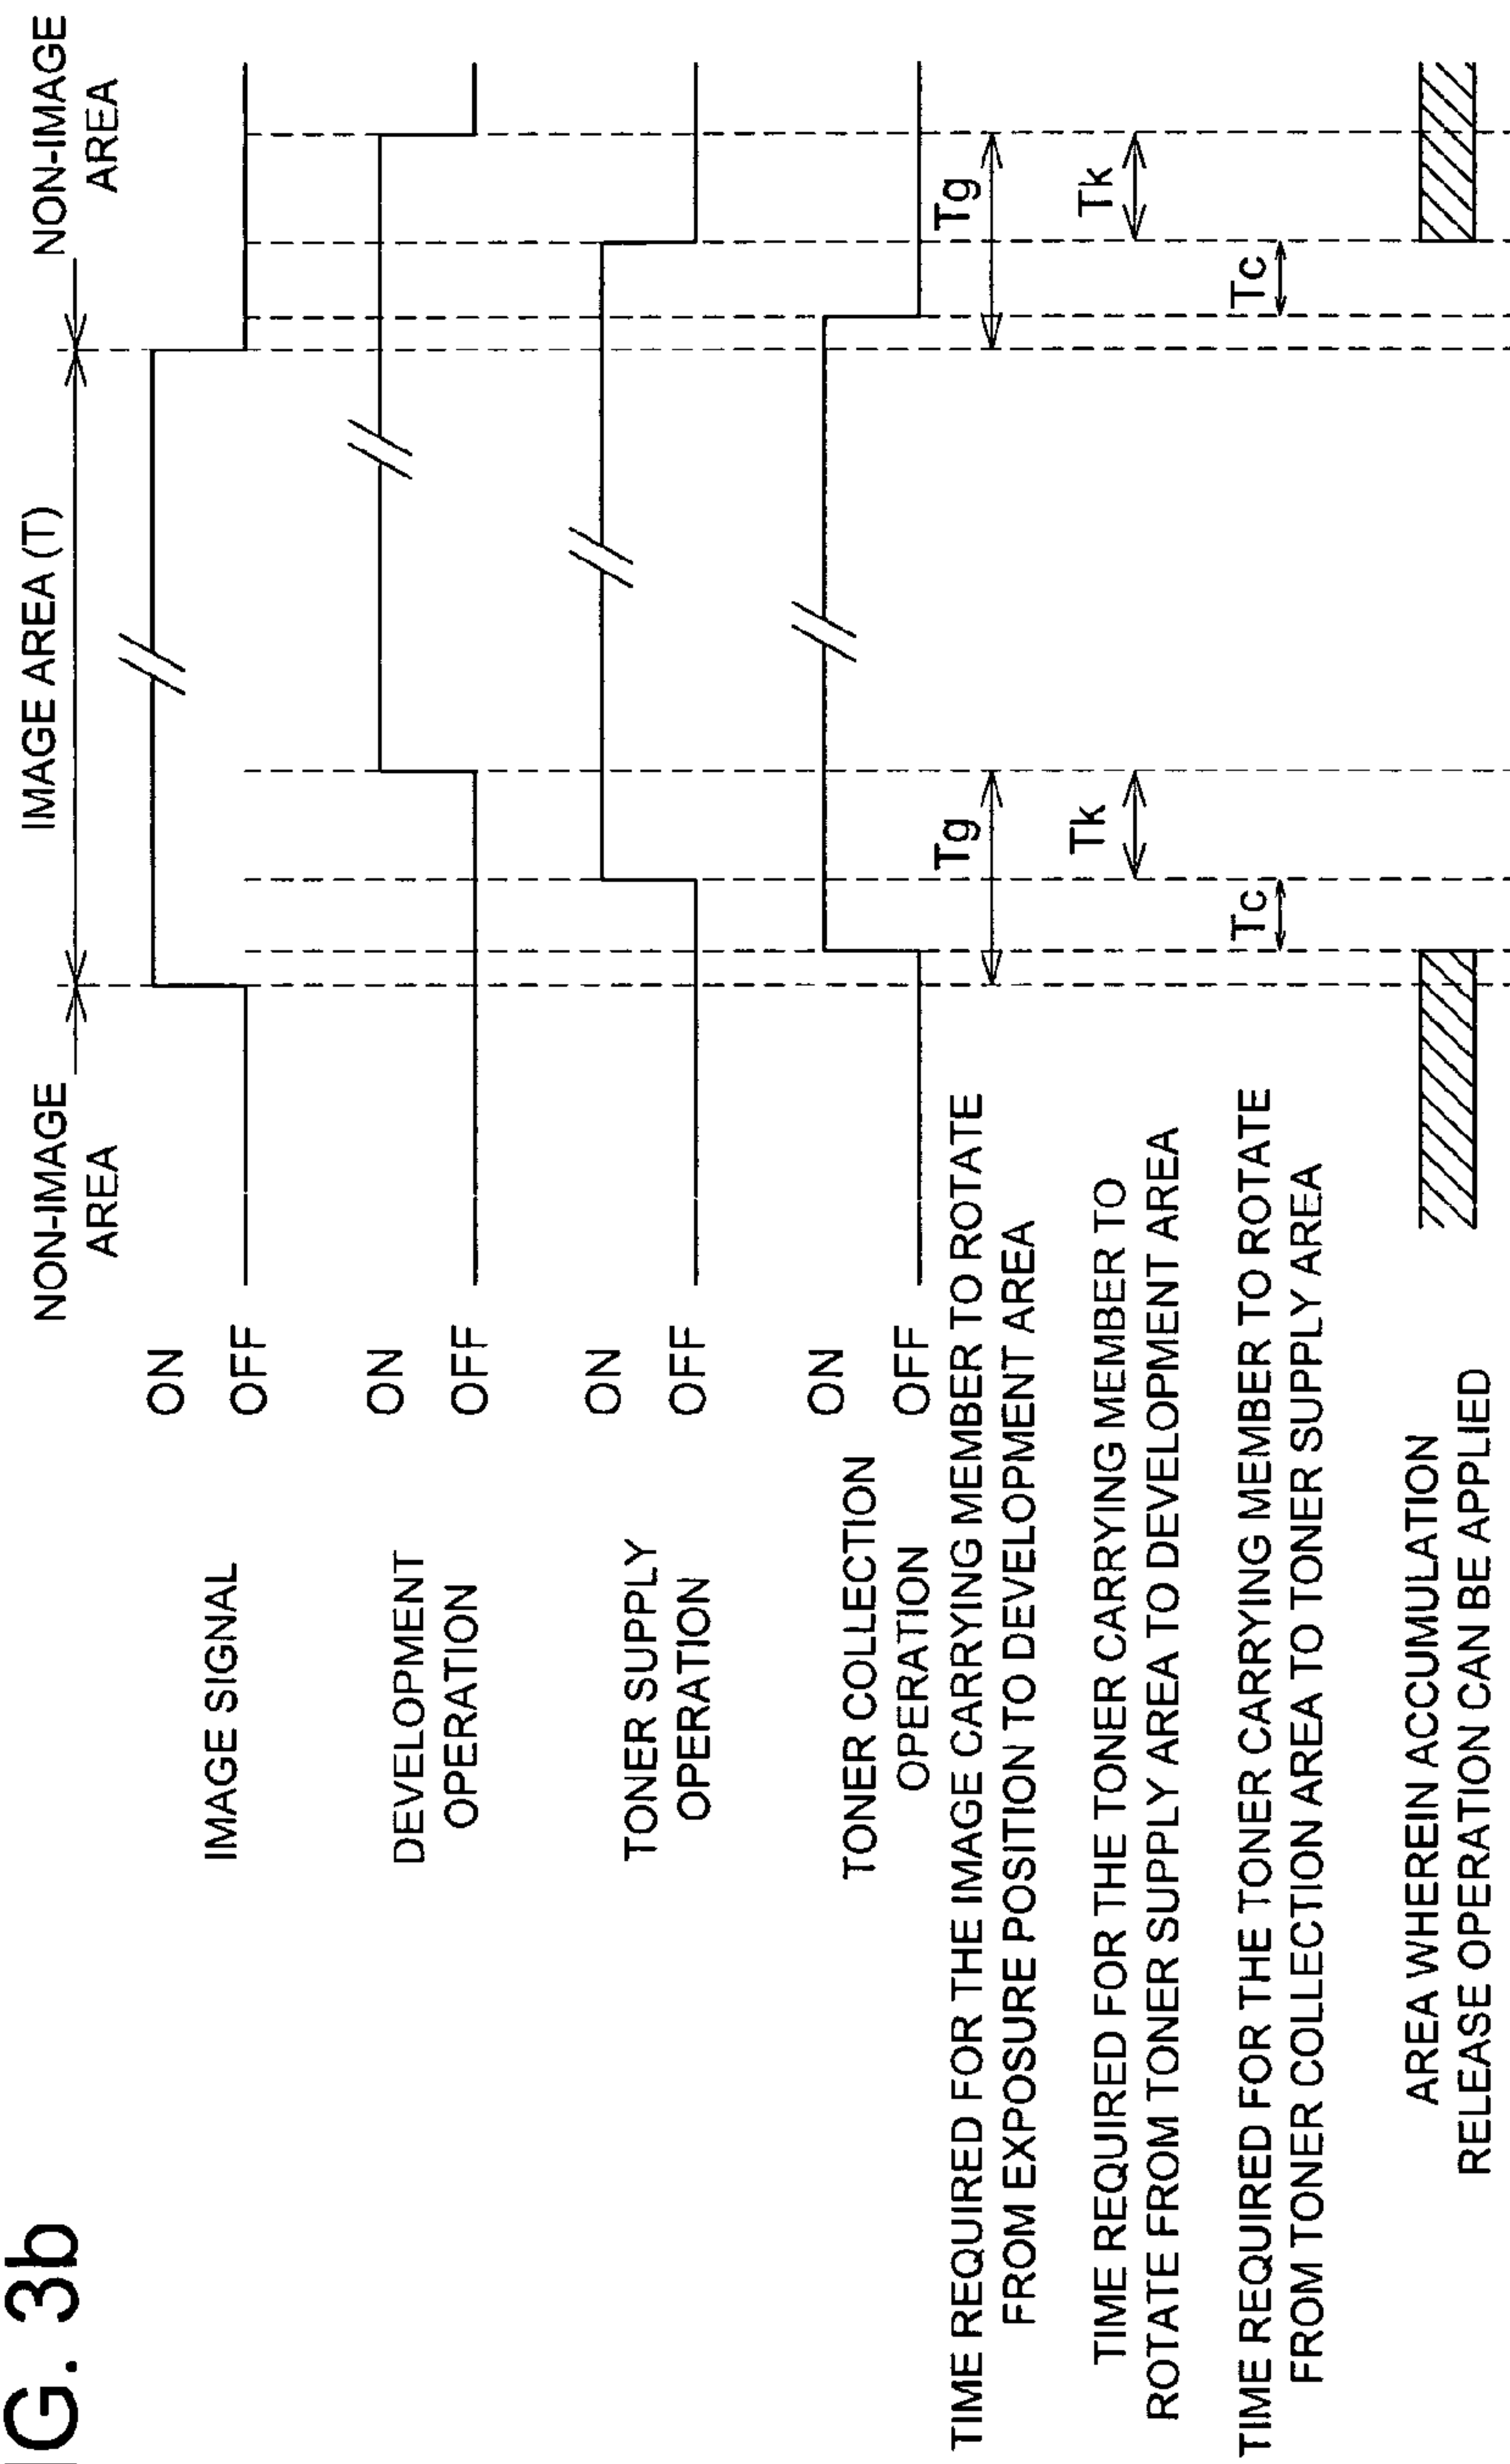 IG. 3b
NON-IMAGE
AREA
IMAGE AREA (T)
NON-IMAGE
AREA
IMAGE SIGNAL
ON
OFF
DEVELOPMENT
OPERATION
ON
OFF
TONER SUPPLY
OPERATION
ON
OFF
TONER COLLECTION
OPERATION
ON
OFF
TIME REQUIRED FOR THE IMAGE CARRYING MEMBER TO ROTATE
FROM EXPOSURE POSITION TO DEVELOPMENT AREA
Tg
Tg
TIME REQUIRED FOR THE TONER CARRYING MEMBER TO
ROTATE FROM TONER SUPPLY AREA TO DEVELOPMENT AREA
Tk
Tk
TIME REQUIRED FOR THE TONER CARRYING MEMBER TO ROTATE
FROM TONER COLLECTION AREA TO TONER SUPPLY AREA
Tc
Tc
AREA WHEREIN ACCUMULATION
RELEASE OPERATION CAN BE APPLIED